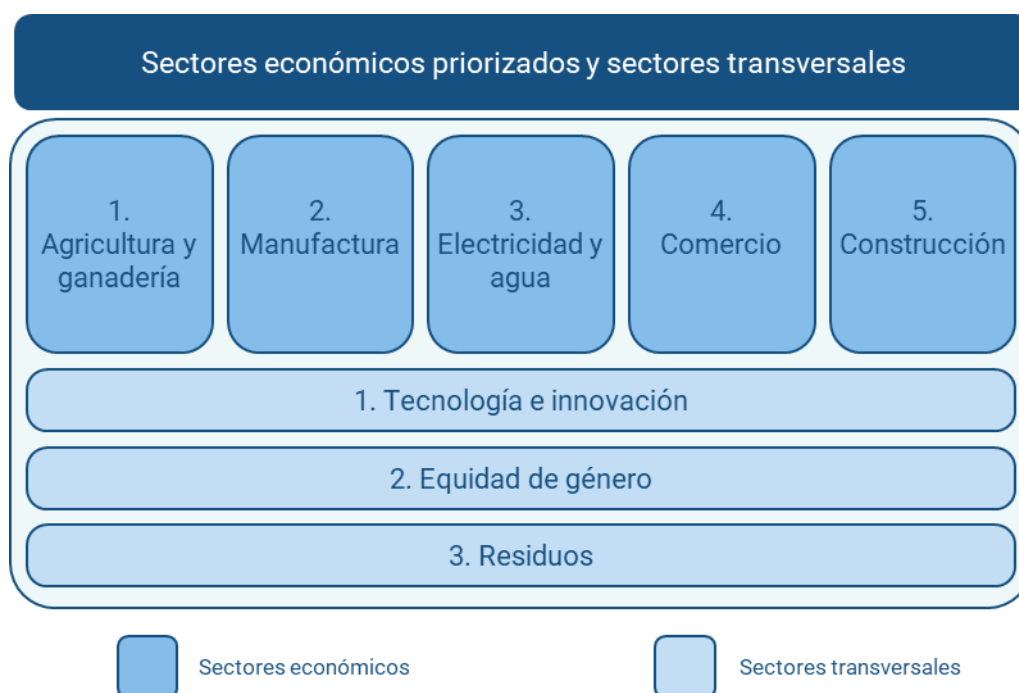 Sectores económicos priorizados y sectores transversales
1.
Agricultura y
ganadería
2.
Manufactura
3.
Electricidad y
agua
4.
Comercio
5.
Construcción
1. Tecnología e innovación
2. Equidad de género
3. Residuos
Sectores económicos
Sectores transversales